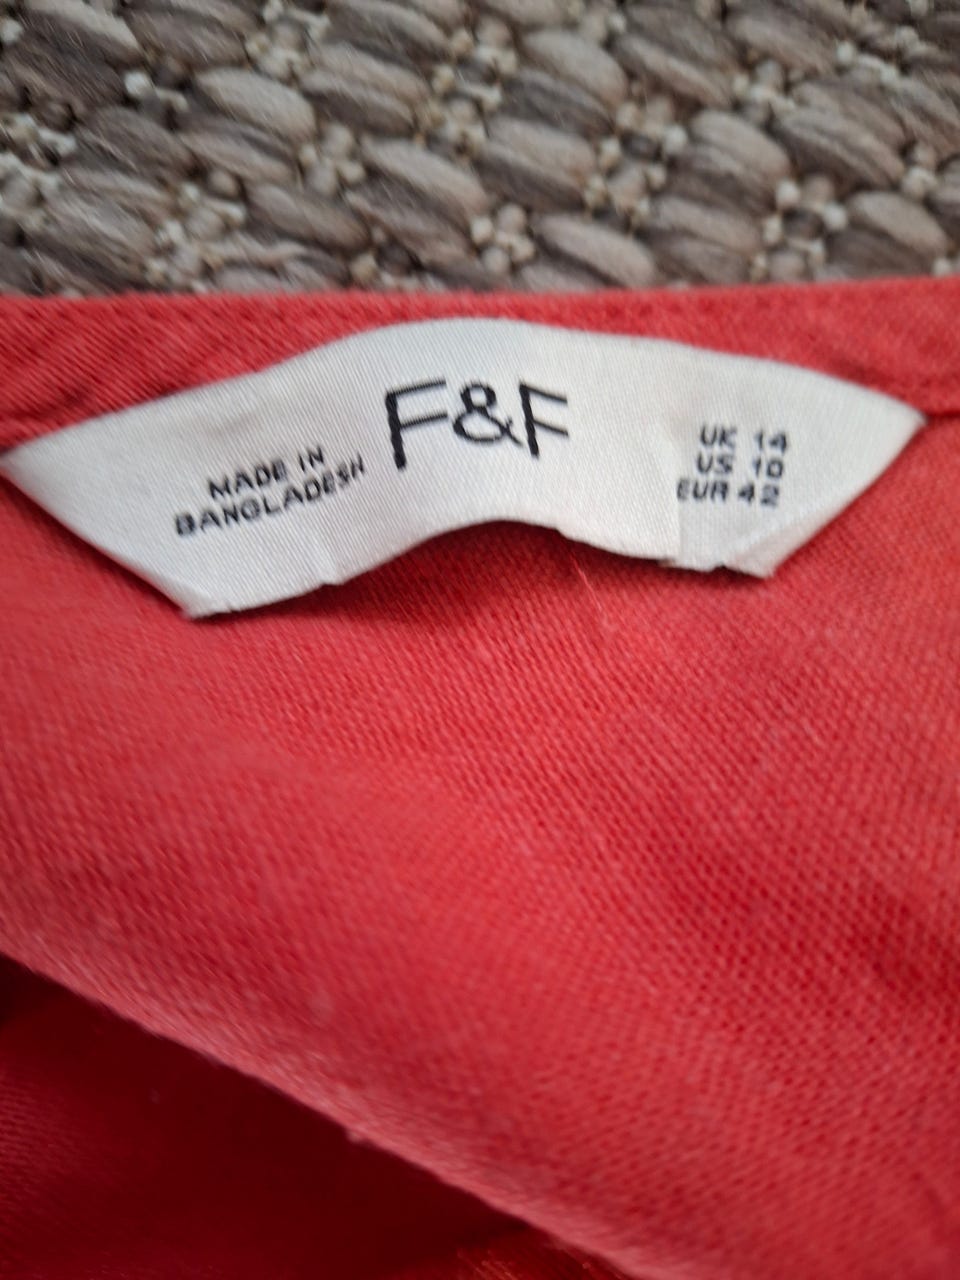 F&F
MADE IN
BANGLADESH
UK 14
US 10
EUR 42